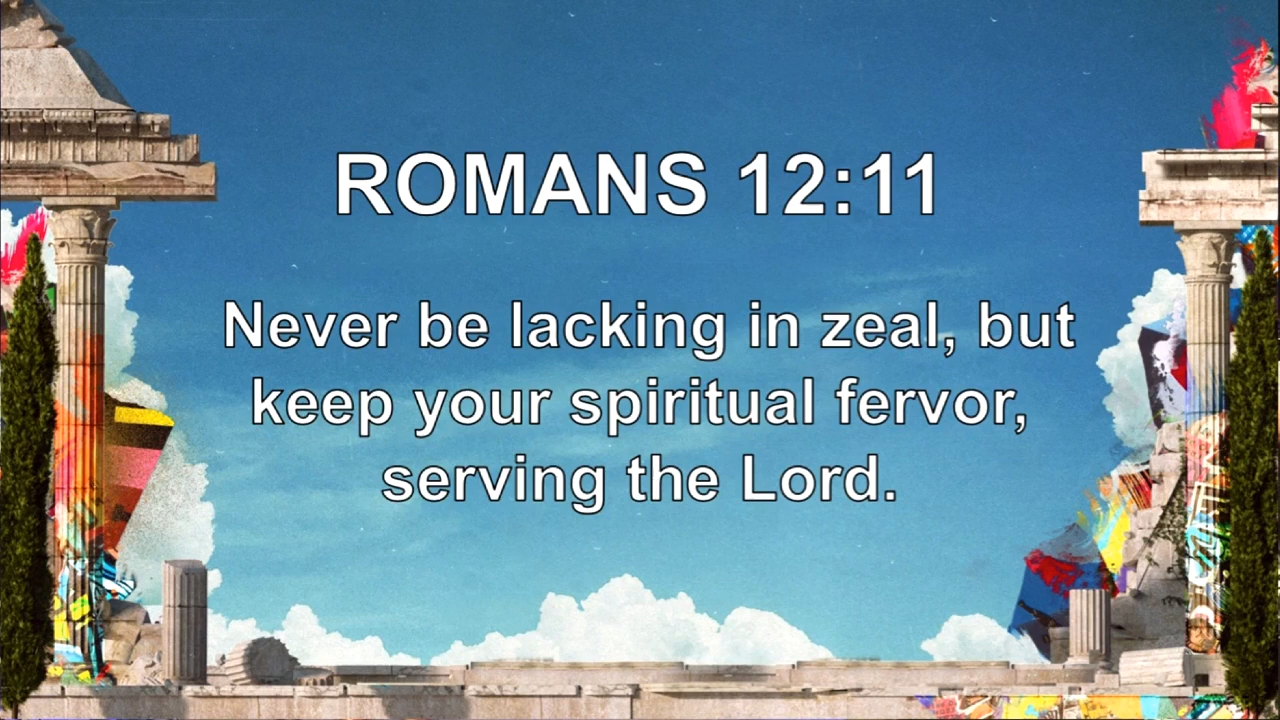 ROMANS 12:11
Never be lacking in zeal, but
keep your spiritual fervor,
serving the Lord.